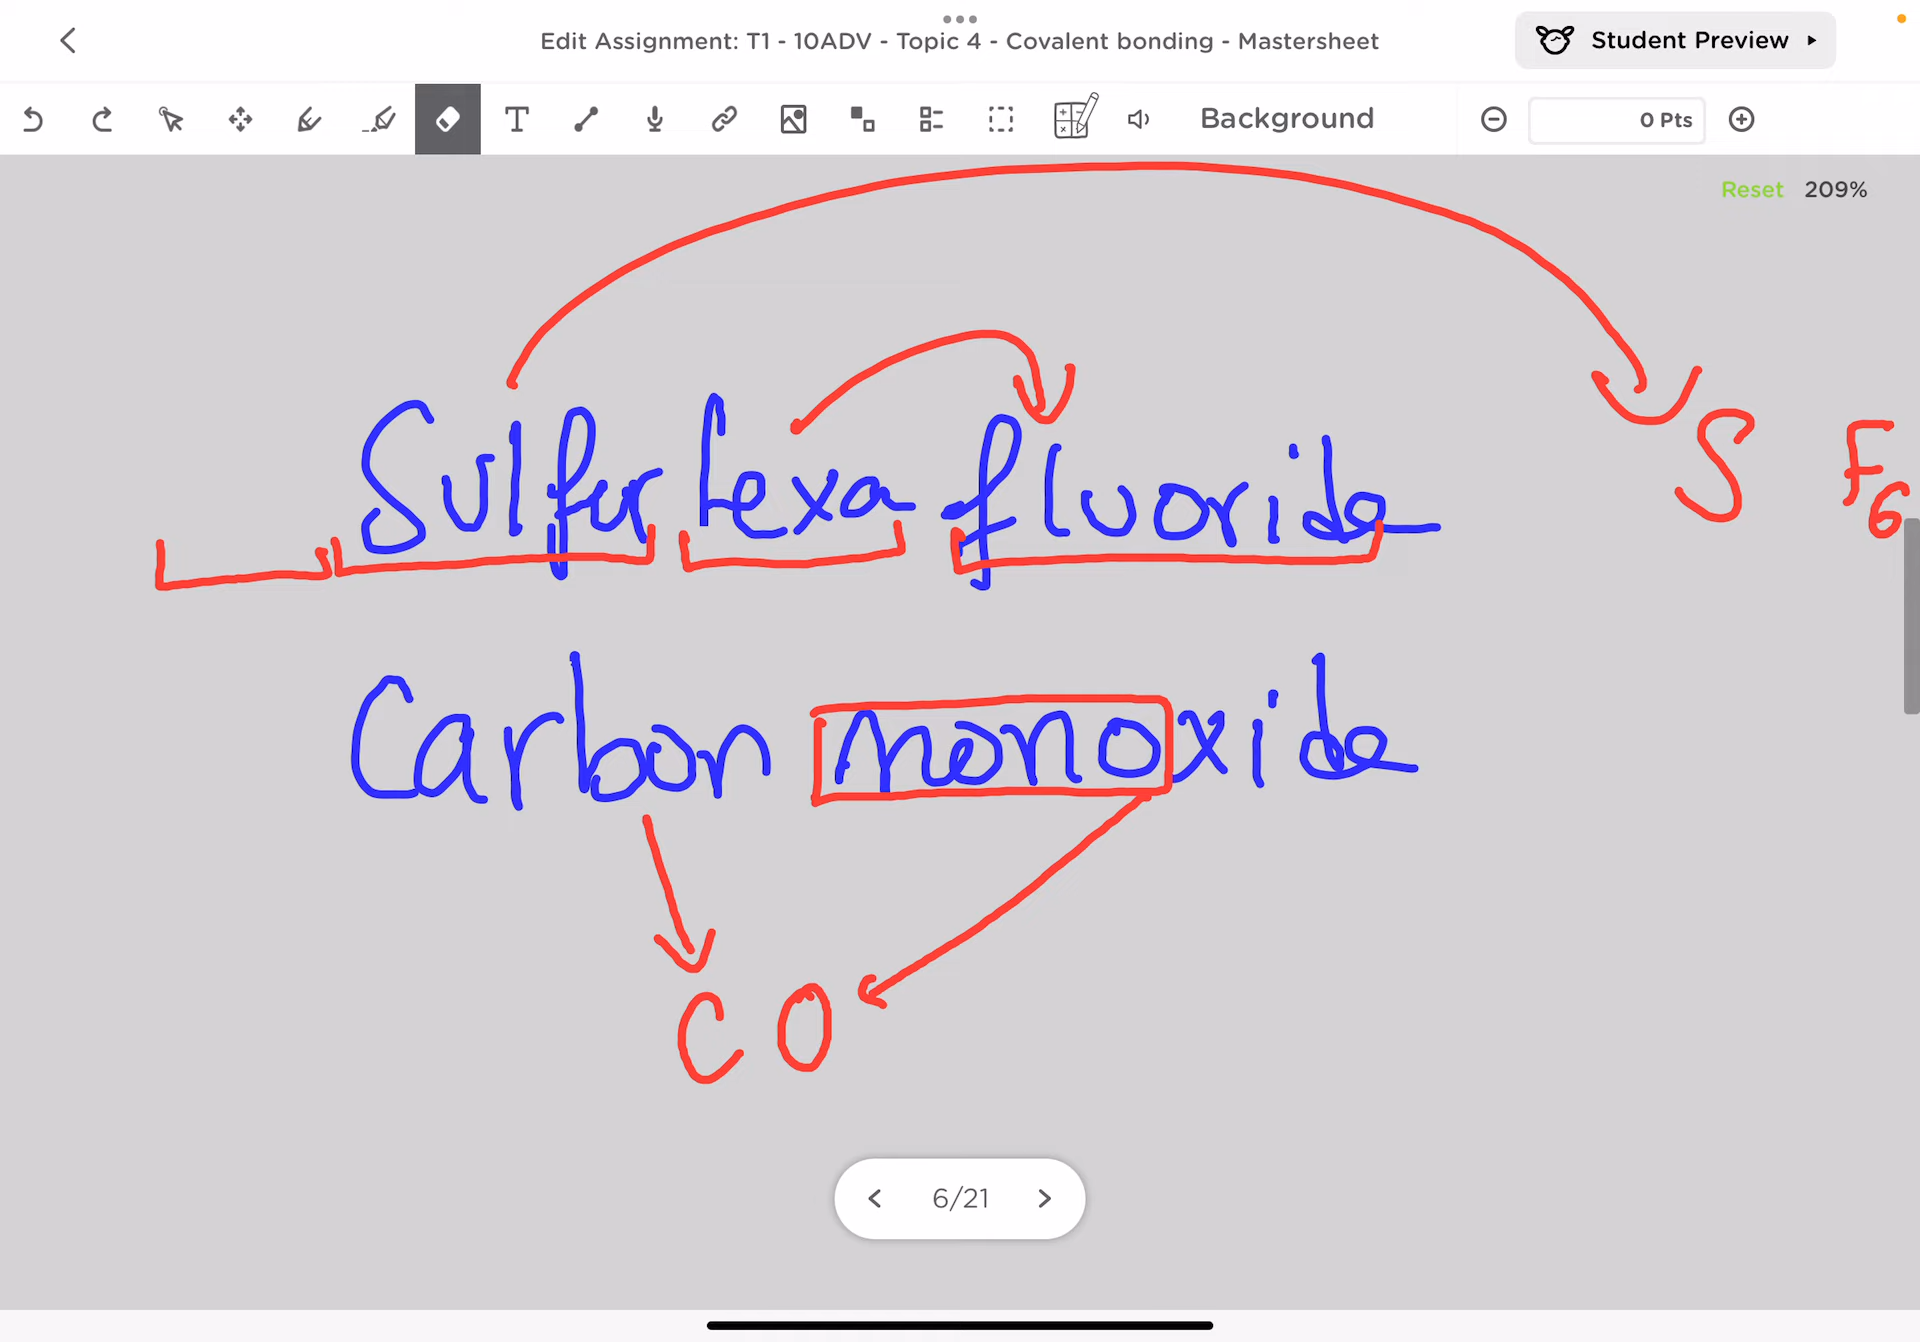 Edit Assignment: T1 - 10ADV - Topic 4 - Covalent bonding - Mastersheet
Student Preview
T
Background
0 Pts
Reset 209%
Sulfur hexa fluoride
S F6
Carbon monoxide
C O
6/21